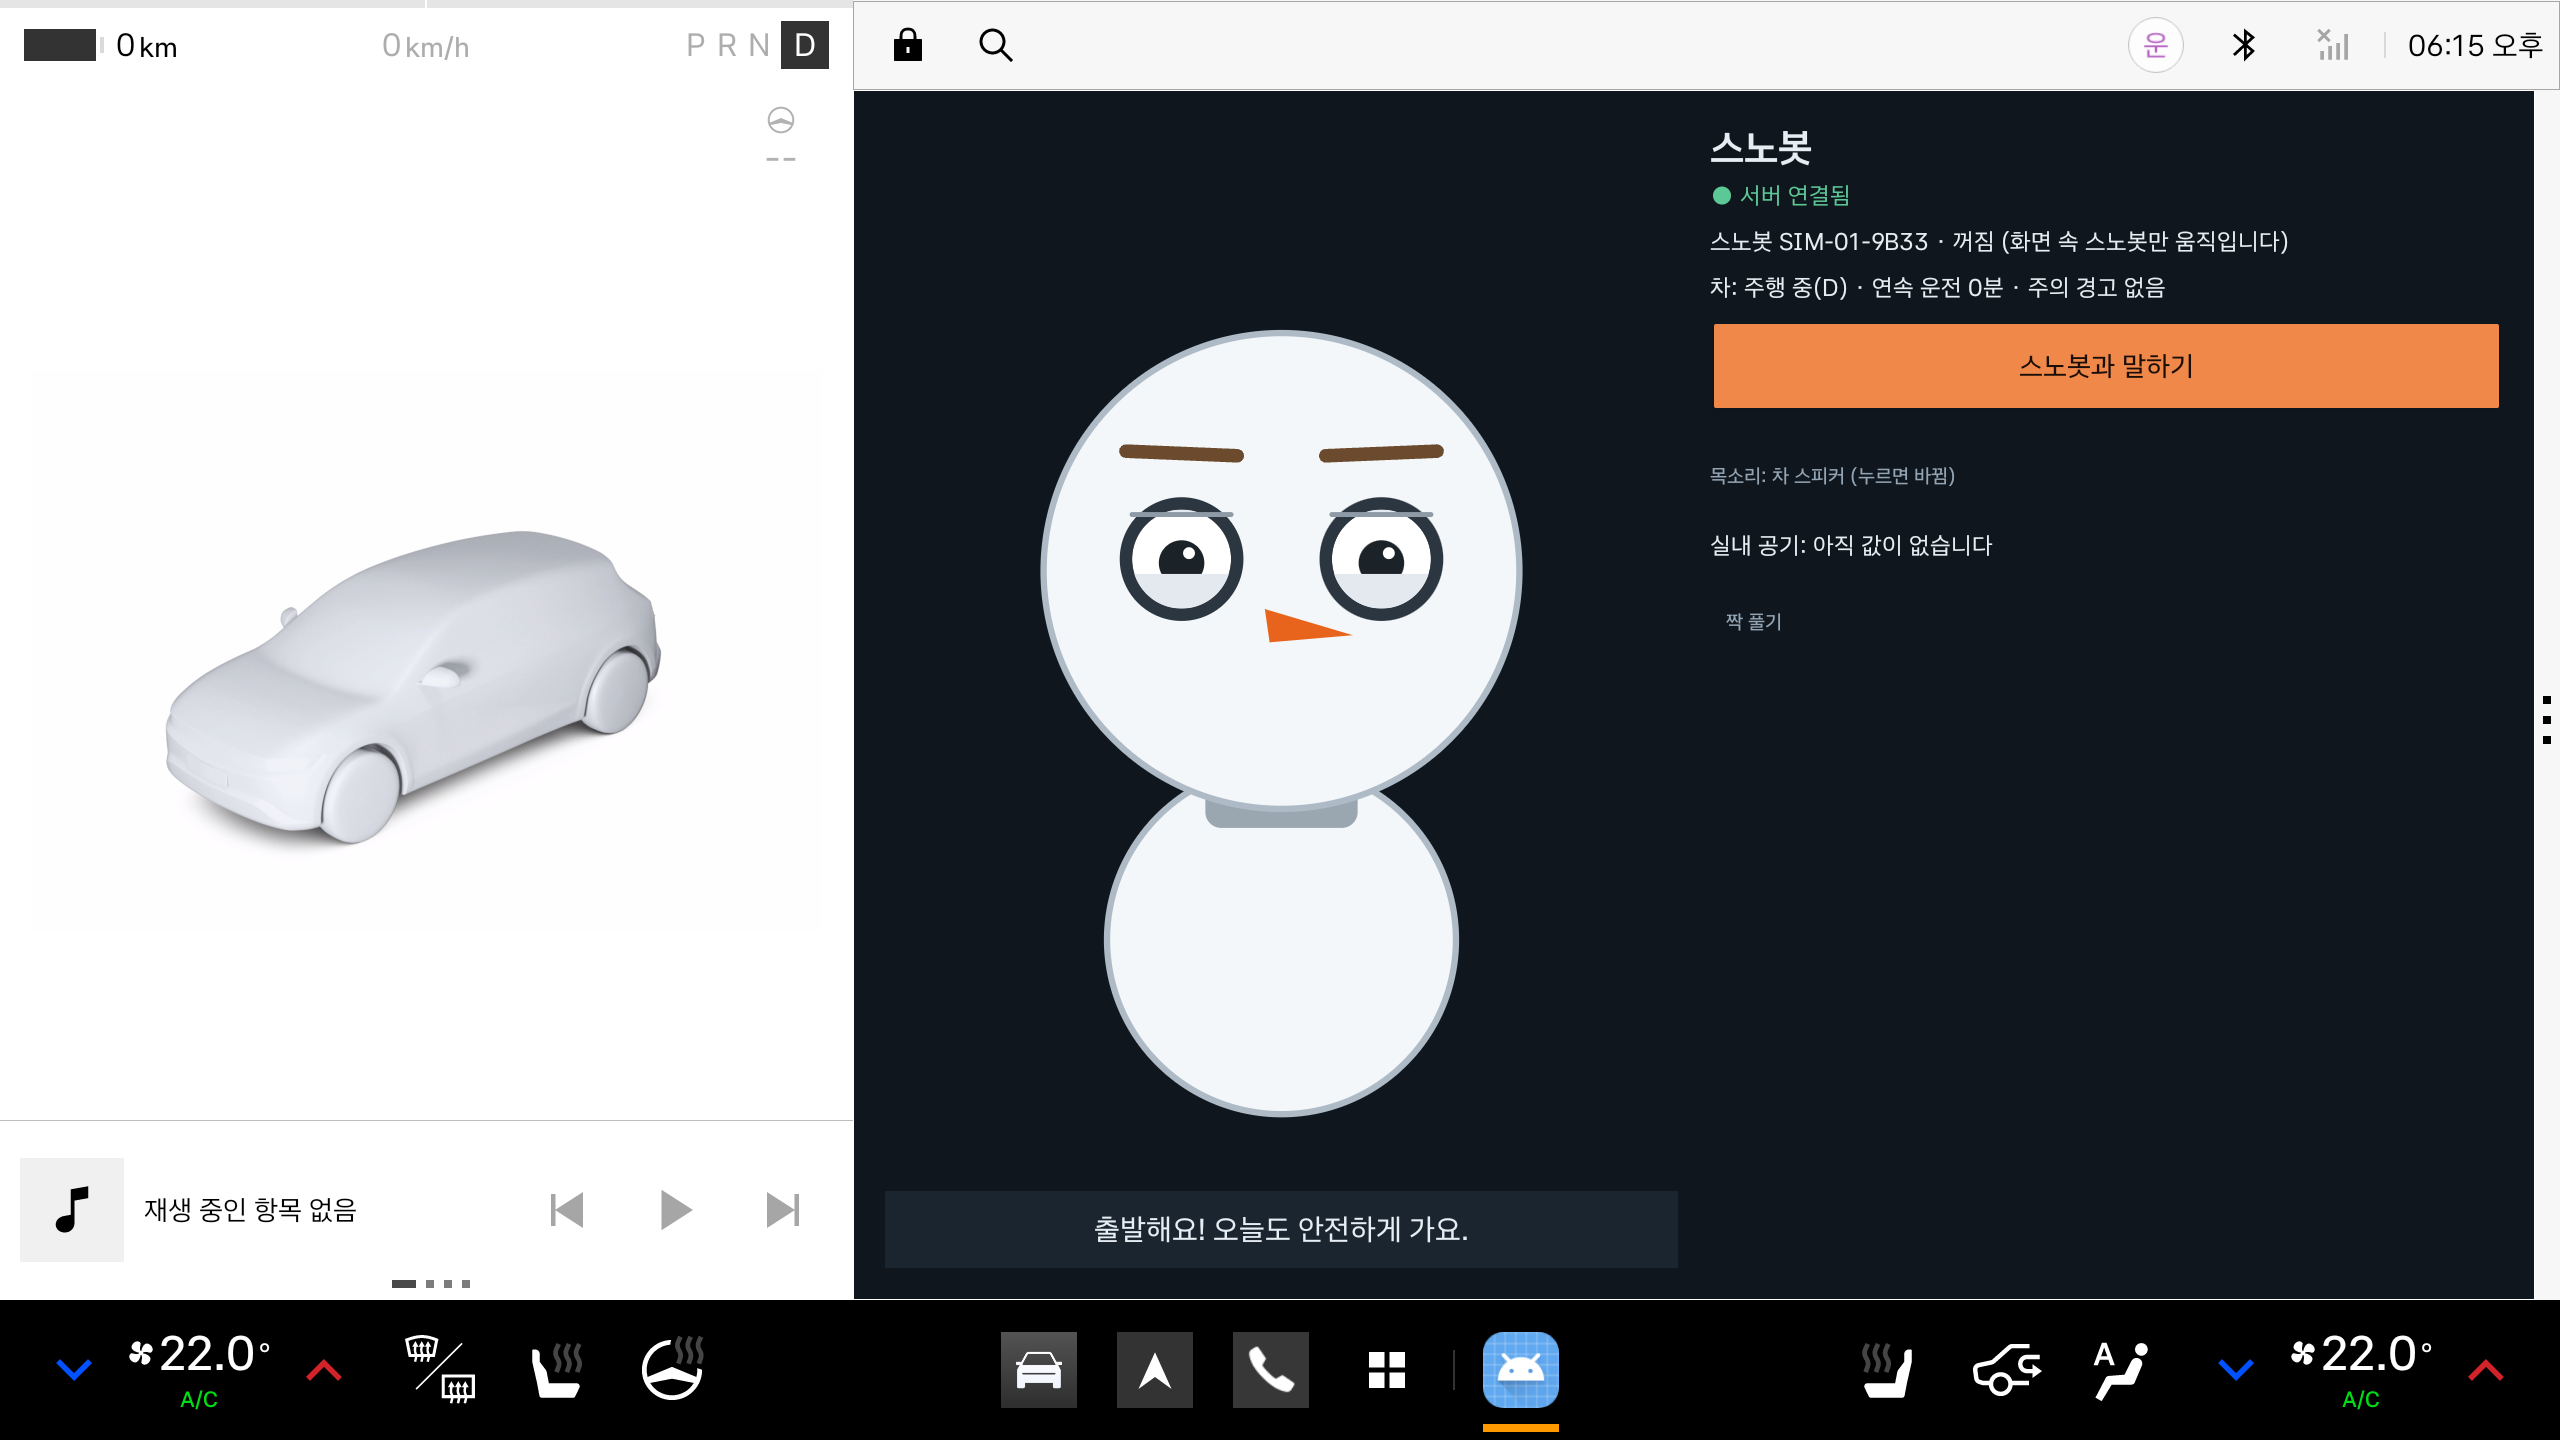 0 km
0 km/h
P R N D
06:15 오후
운
--
스노봇
서버 연결됨
스노봇 SIM-01-9B33 · 꺼짐 (화면 속 스노봇만 움직입니다)
차: 주행 중(D) · 연속 운전 0분 · 주의 경고 없음
스노봇과 말하기
목소리: 차 스피커 (누르면 바뀜)
실내 공기: 아직 값이 없습니다
짝 풀기
출발해요! 오늘도 안전하게 가요.
재생 중인 항목 없음
22.0°
A/C
A
22.0°
A/C